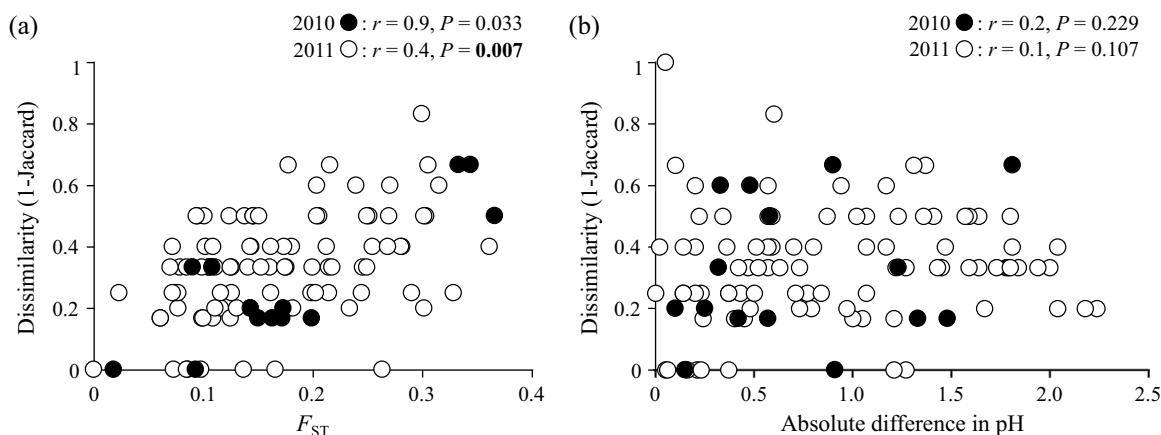 (a)
2010 ● : r = 0.9, P = 0.033
2011 ○ : r = 0.4, P = 0.007
Dissimilarity (1-Jaccard)
1
0.8
0.6
0.4
0.2
0
0 0.1 0.2 0.3 0.4
FST
(b)
2010 ● : r = 0.2, P = 0.229
2011 ○ : r = 0.1, P = 0.107
Dissimilarity (1-Jaccard)
1
0.8
0.6
0.4
0.2
0
0 0.5 1.0 1.5 2.0 2.5
Absolute difference in pH